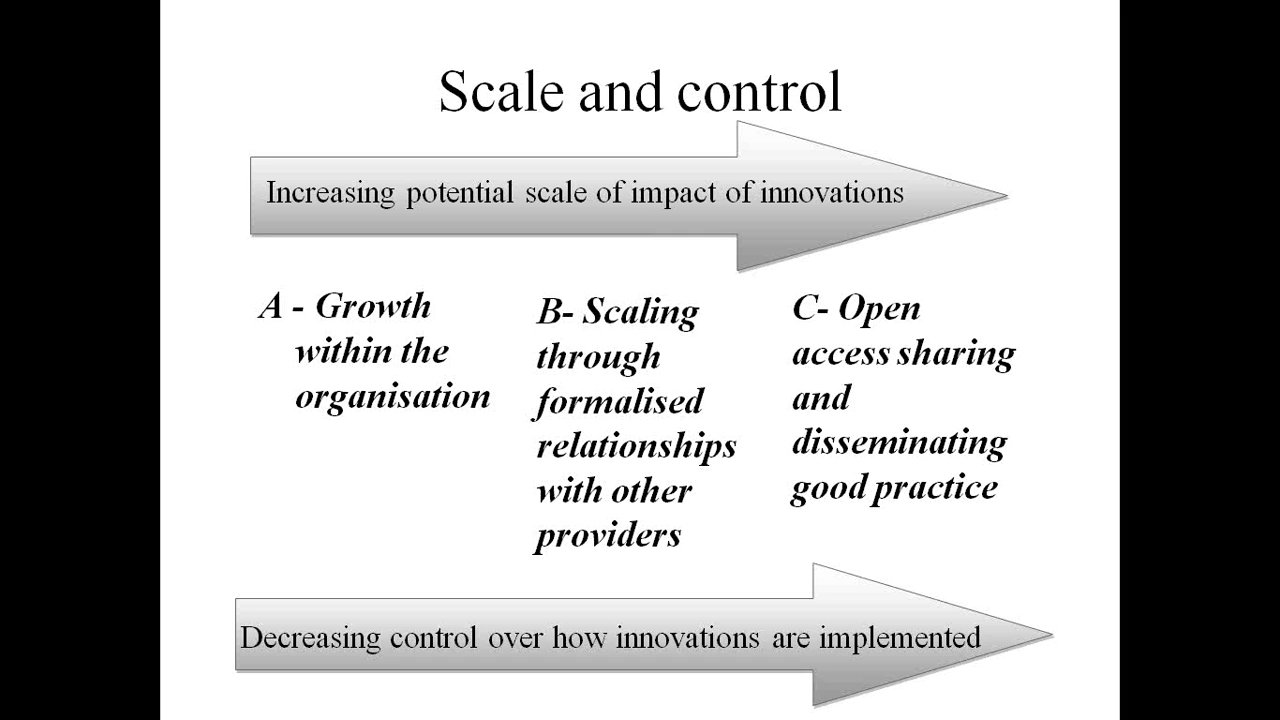 Scale and control
Increasing potential scale of impact of innovations
A - Growth
within the
organisation
B- Scaling
through
formalised
relationships
with other
providers
C- Open
access sharing
and
disseminating
good practice
Decreasing control over how innovations are implemented